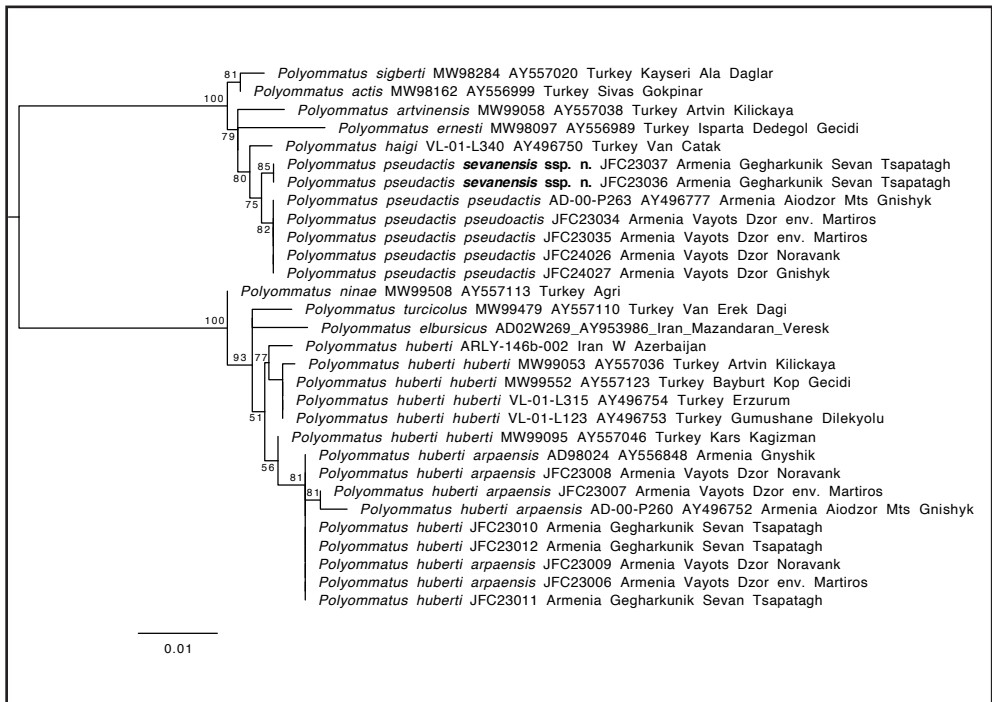 81 Polyommatus sigberti MW98284 AY557020 Turkey Kayseri Ala Daglar
Polyommatus actis MW98162 AY556999 Turkey Sivas Gokpinar
100
Polyommatus artvinensis MW99058 AY557038 Turkey Artvin Kilickaya
Polyommatus ernesti MW98097 AY556989 Turkey Isparta Dedegol Gecidi
79
Polyommatus haigi VL-01-L340 AY496750 Turkey Van Catak
85 Polyommatus pseudactis sevanensis ssp. n. JFC23037 Armenia Gegharkunik Sevan Tsapatagh
80 Polyommatus pseudactis sevanensis ssp. n. JFC23036 Armenia Gegharkunik Sevan Tsapatagh
75 Polyommatus pseudactis pseudactis AD-00-P263 AY496777 Armenia Aiodzor Mts Gnishyk
Polyommatus pseudactis pseudoactis JFC23034 Armenia Vayots Dzor env. Martiros
82 Polyommatus pseudactis pseudactis JFC23035 Armenia Vayots Dzor env. Martiros
Polyommatus pseudactis pseudactis JFC24026 Armenia Vayots Dzor Noravank
Polyommatus pseudactis pseudactis JFC24027 Armenia Vayots Dzor Gnishyk
Polyommatus ninae MW99508 AY557113 Turkey Agri
Polyommatus turcicolus MW99479 AY557110 Turkey Van Erek Dagi
100
Polyommatus elbursicus AD02W269_AY953986_Iran_Mazandaran_Veresk
Polyommatus huberti ARLY-146b-002 Iran W Azerbaijan
93 77
Polyommatus huberti huberti MW99053 AY557036 Turkey Artvin Kilickaya
Polyommatus huberti huberti MW99552 AY557123 Turkey Bayburt Kop Gecidi
Polyommatus huberti huberti VL-01-L315 AY496754 Turkey Erzurum
51 Polyommatus huberti huberti VL-01-L123 AY496753 Turkey Gumushane Dilekyolu
Polyommatus huberti huberti MW99095 AY557046 Turkey Kars Kagizman
Polyommatus huberti arpaensis AD98024 AY556848 Armenia Gnyshik
56
81 Polyommatus huberti arpaensis JFC23008 Armenia Vayots Dzor Noravank
81 Polyommatus huberti arpaensis JFC23007 Armenia Vayots Dzor env. Martiros
Polyommatus huberti arpaensis AD-00-P260 AY496752 Armenia Aiodzor Mts Gnishyk
Polyommatus huberti JFC23010 Armenia Gegharkunik Sevan Tsapatagh
Polyommatus huberti JFC23012 Armenia Gegharkunik Sevan Tsapatagh
Polyommatus huberti arpaensis JFC23009 Armenia Vayots Dzor Noravank
Polyommatus huberti arpaensis JFC23006 Armenia Vayots Dzor env. Martiros
Polyommatus huberti JFC23011 Armenia Gegharkunik Sevan Tsapatagh
0.01